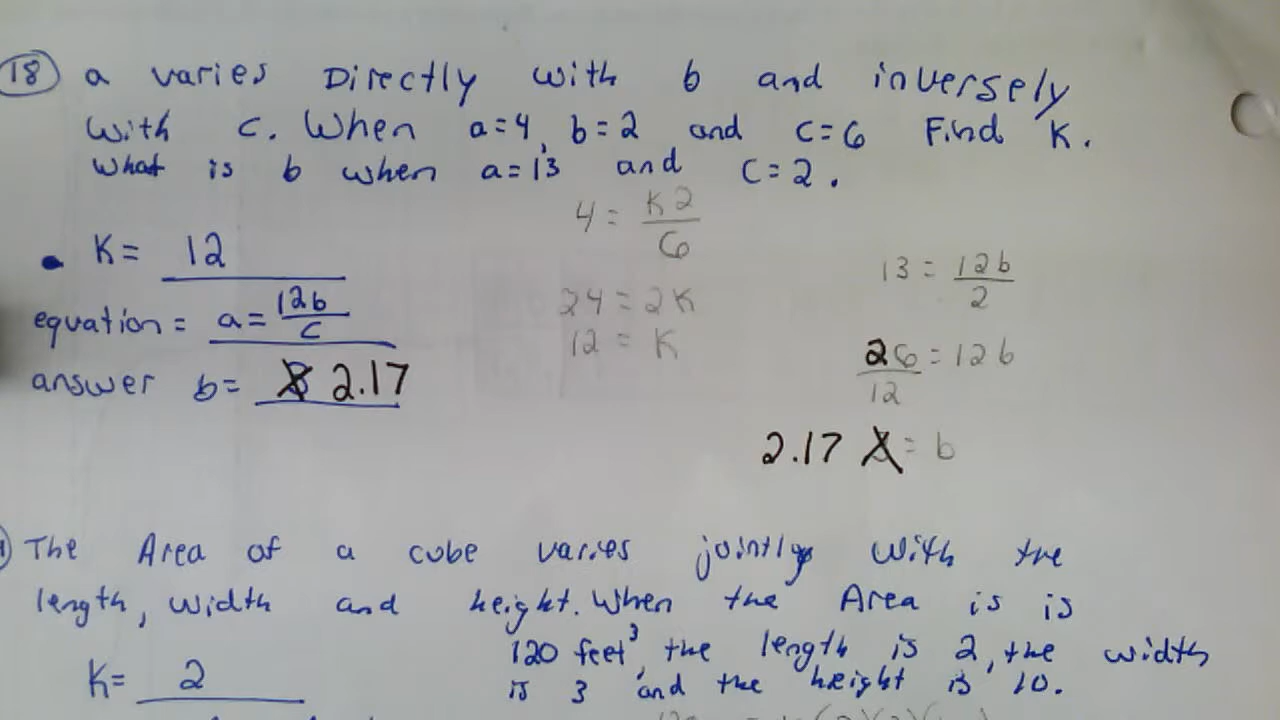 18 a varies Directly with b and inversely
with c. When a=4, b=2 and c=6 Find K.
What is b when a=13 and c=2.
4 = K2/6
K= 12
13 = 12b/2
24 = 2K
equation = a= 12b/c
12 = K
26/12 = 12b
answer b= 2.17
2.17 = b
The Area of a cube varies jointly with the
length, width and height. When the Area is is
120 feet³, the length is 2, the width
K= 2
is 3 and the height is 10.